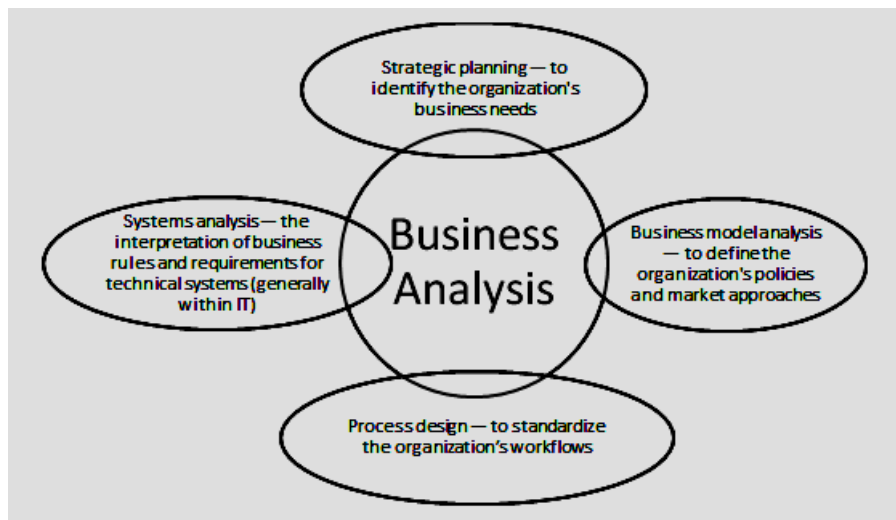 Strategic planning — to
identify the organization's
business needs
Systems analysis — the
interpretation of business
rules and requirements for
technical systems (generally
within IT)
Business
Analysis
Business model analysis
— to define the
organization's policies
and market approaches
Process design — to standardize
the organization’s workflows